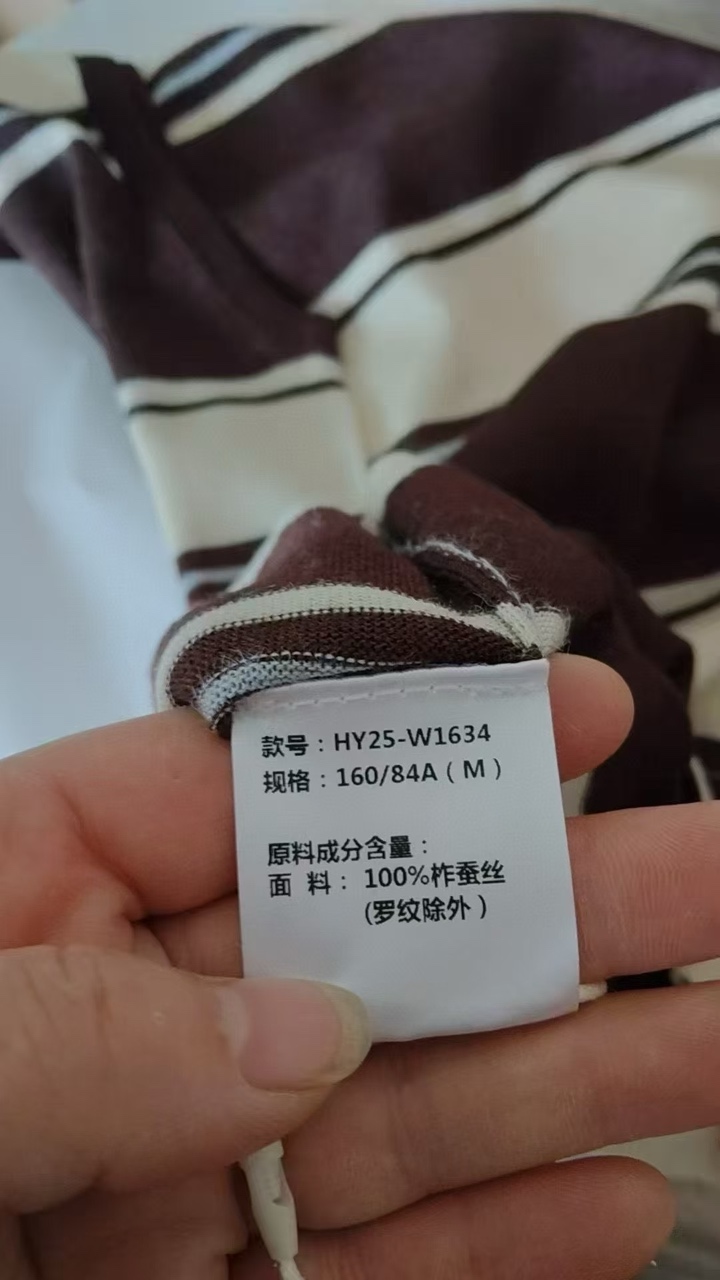 款号：HY25-W1634
规格：160/84A（M）
原料成分含量：
面 料： 100%柞蚕丝
(罗纹除外）